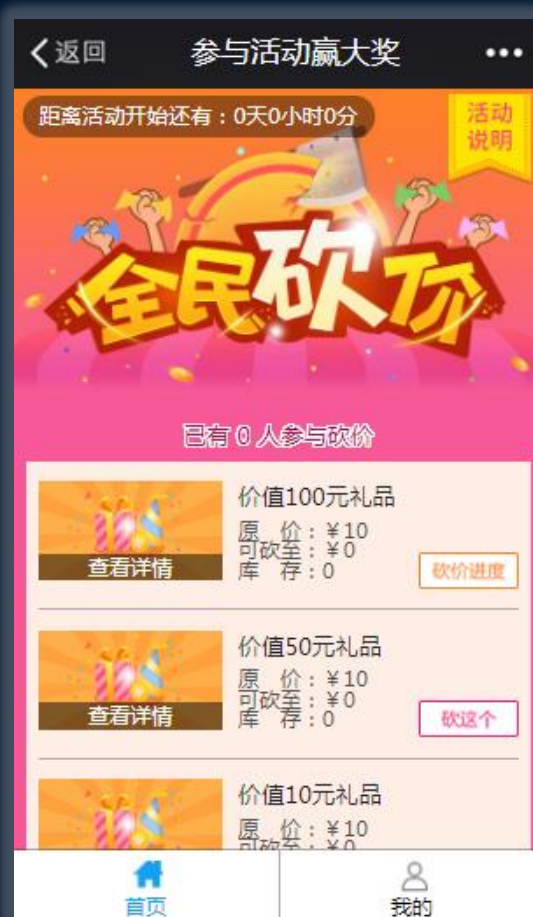 返回
参与活动赢大奖
距离活动开始还有：0天0小时0分
活动
说明
全民砍价
已有 0 人参与砍价
价值100元礼品
原 价：¥10
可砍至：¥0
库 存：0
查看详情
砍价进度
价值50元礼品
原 价：¥10
可砍至：¥0
库 存：0
查看详情
砍这个
价值10元礼品
原 价：¥10
可砍至：¥0
首页
我的